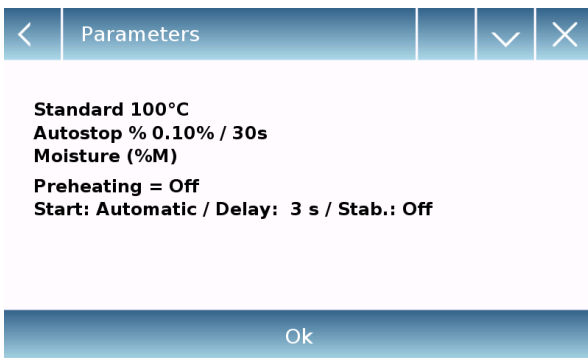 Parameters
Standard 100°C
Autostop % 0.10% / 30s
Moisture (%M)
Preheating = Off
Start: Automatic / Delay:  3 s / Stab.: Off
Ok